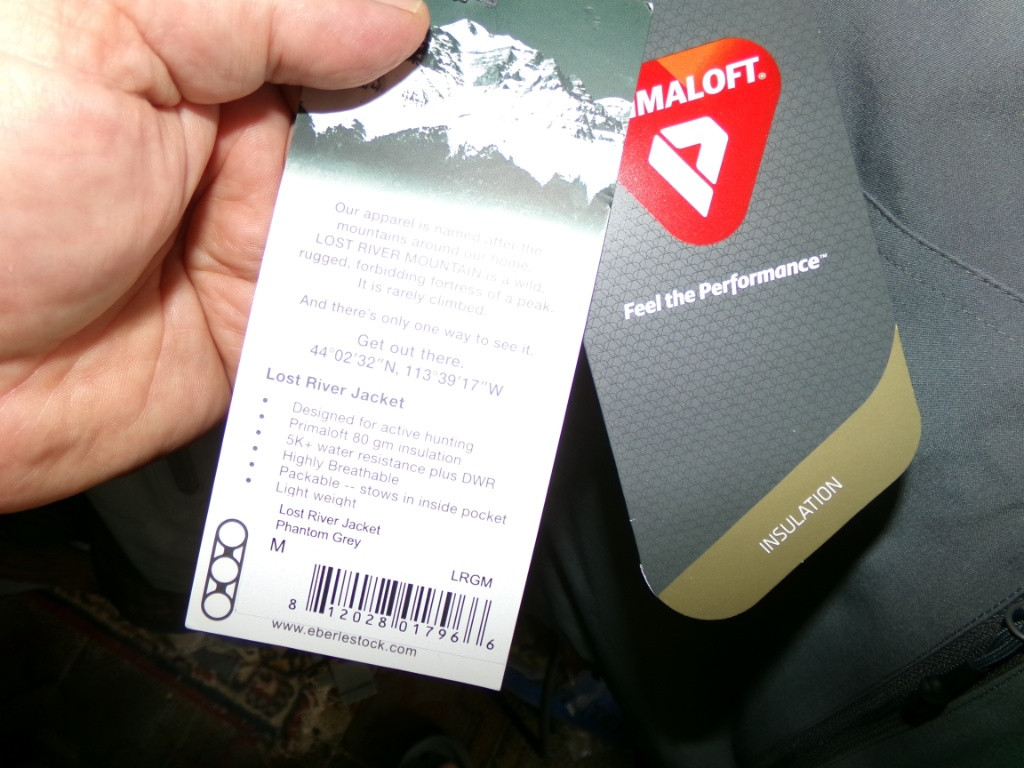 Our apparel is named after the
mountains around our home.
LOST RIVER MOUNTAIN is a wild,
rugged, forbidding fortress of a peak.
It is rarely climbed.
And there's only one way to see it.
Get out there.
44°02'32"N, 113°39'17"W
Lost River Jacket
• Designed for active hunting
• Primaloft 80 gm insulation
• 5K+ water resistance plus DWR
• Highly Breathable
• Packable -- stows in inside pocket
• Light weight
Lost River Jacket
Phantom Grey
M
LRGM
8 12028 01796 6
www.eberlestock.com
IMALOFT®
Feel the Performance™
INSULATION